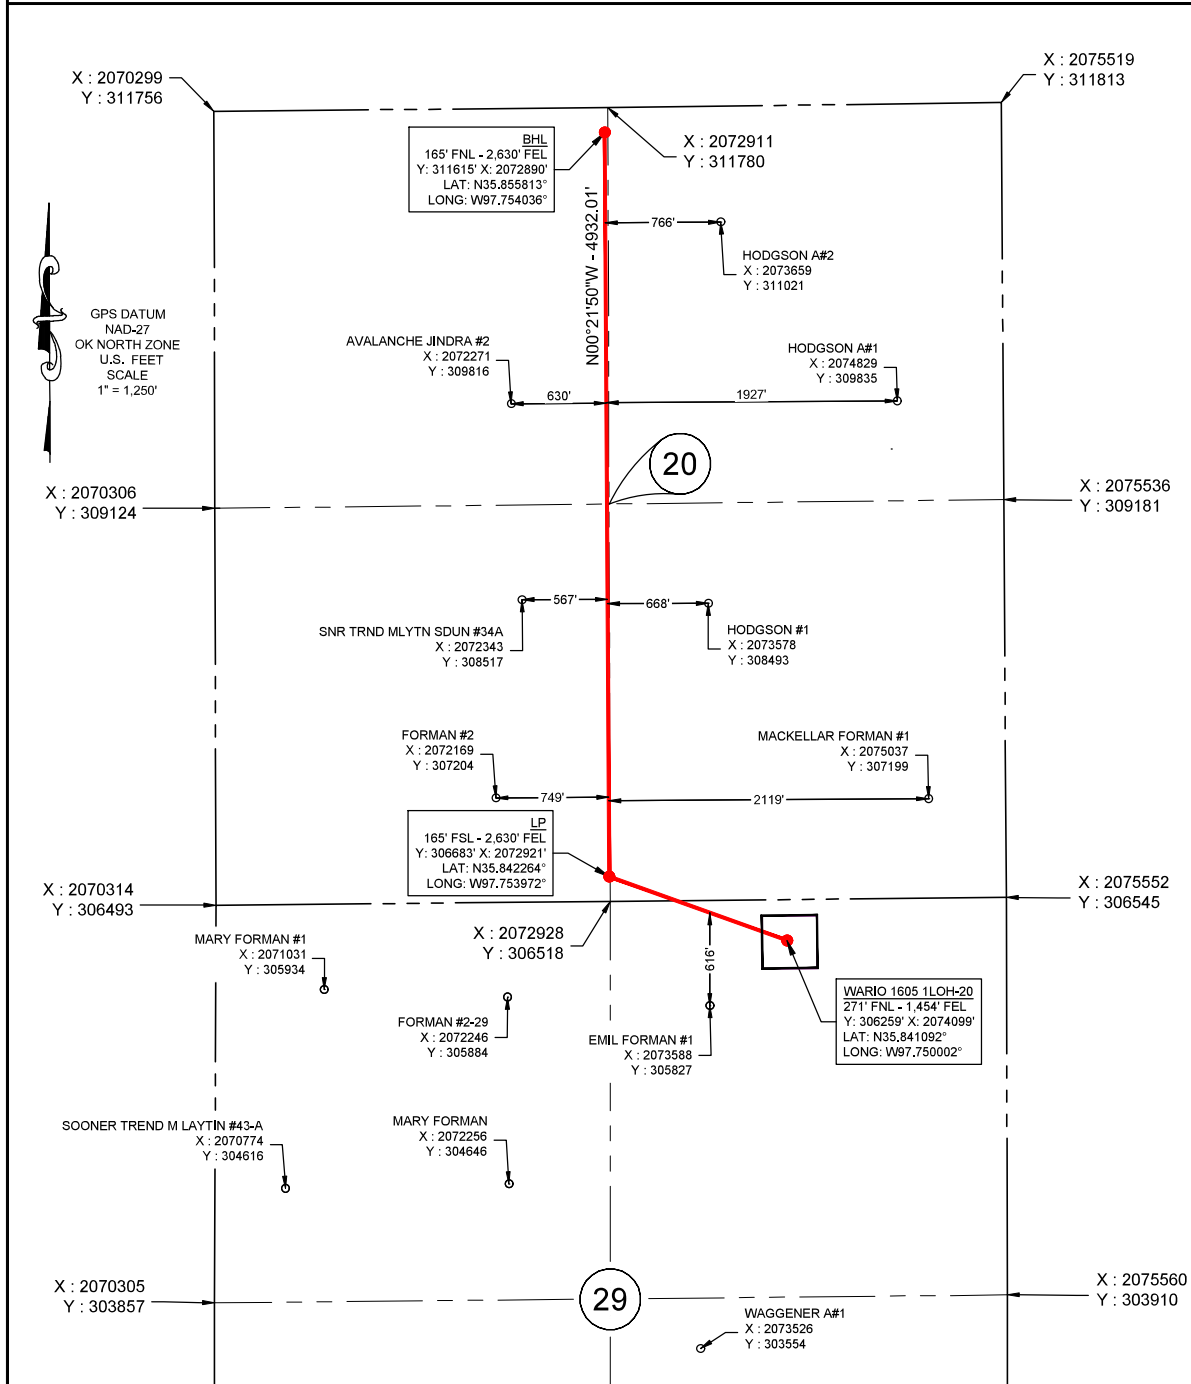 X : 2070299
Y : 311756
X : 2075519
Y : 311813
BHL
165' FNL - 2,630' FEL
Y: 311615' X: 2072890'
LAT: N35.855813°
LONG: W97.754036°
X : 2072911
Y : 311780
N00°21'50"W - 4932.01'
766'
HODGSON A#2
X : 2073659
Y : 311021
GPS DATUM
NAD-27
OK NORTH ZONE
U.S. FEET
SCALE
1" = 1,250'
AVALANCHE JINDRA #2
X : 2072271
Y : 309816
HODGSON A#1
X : 2074829
Y : 309835
630'
1927'
20
X : 2070306
Y : 309124
X : 2075536
Y : 309181
567'
668'
SNR TRND MLYTN SDUN #34A
X : 2072343
Y : 308517
HODGSON #1
X : 2073578
Y : 308493
FORMAN #2
X : 2072169
Y : 307204
MACKELLAR FORMAN #1
X : 2075037
Y : 307199
749'
2119'
LP
165' FSL - 2,630' FEL
Y: 306683' X: 2072921'
LAT: N35.842264°
LONG: W97.753972°
X : 2070314
Y : 306493
X : 2075552
Y : 306545
X : 2072928
Y : 306518
MARY FORMAN #1
X : 2071031
Y : 305934
616'
WARIO 1605 1LOH-20
271' FNL - 1,454' FEL
Y: 306259' X: 2074099'
LAT: N35.841092°
LONG: W97.750002°
FORMAN #2-29
X : 2072246
Y : 305884
EMIL FORMAN #1
X : 2073588
Y : 305827
SOONER TREND M LAYTIN #43-A
X : 2070774
Y : 304616
MARY FORMAN
X : 2072256
Y : 304646
X : 2070305
Y : 303857
29
X : 2075560
Y : 303910
WAGGENER A#1
X : 2073526
Y : 303554